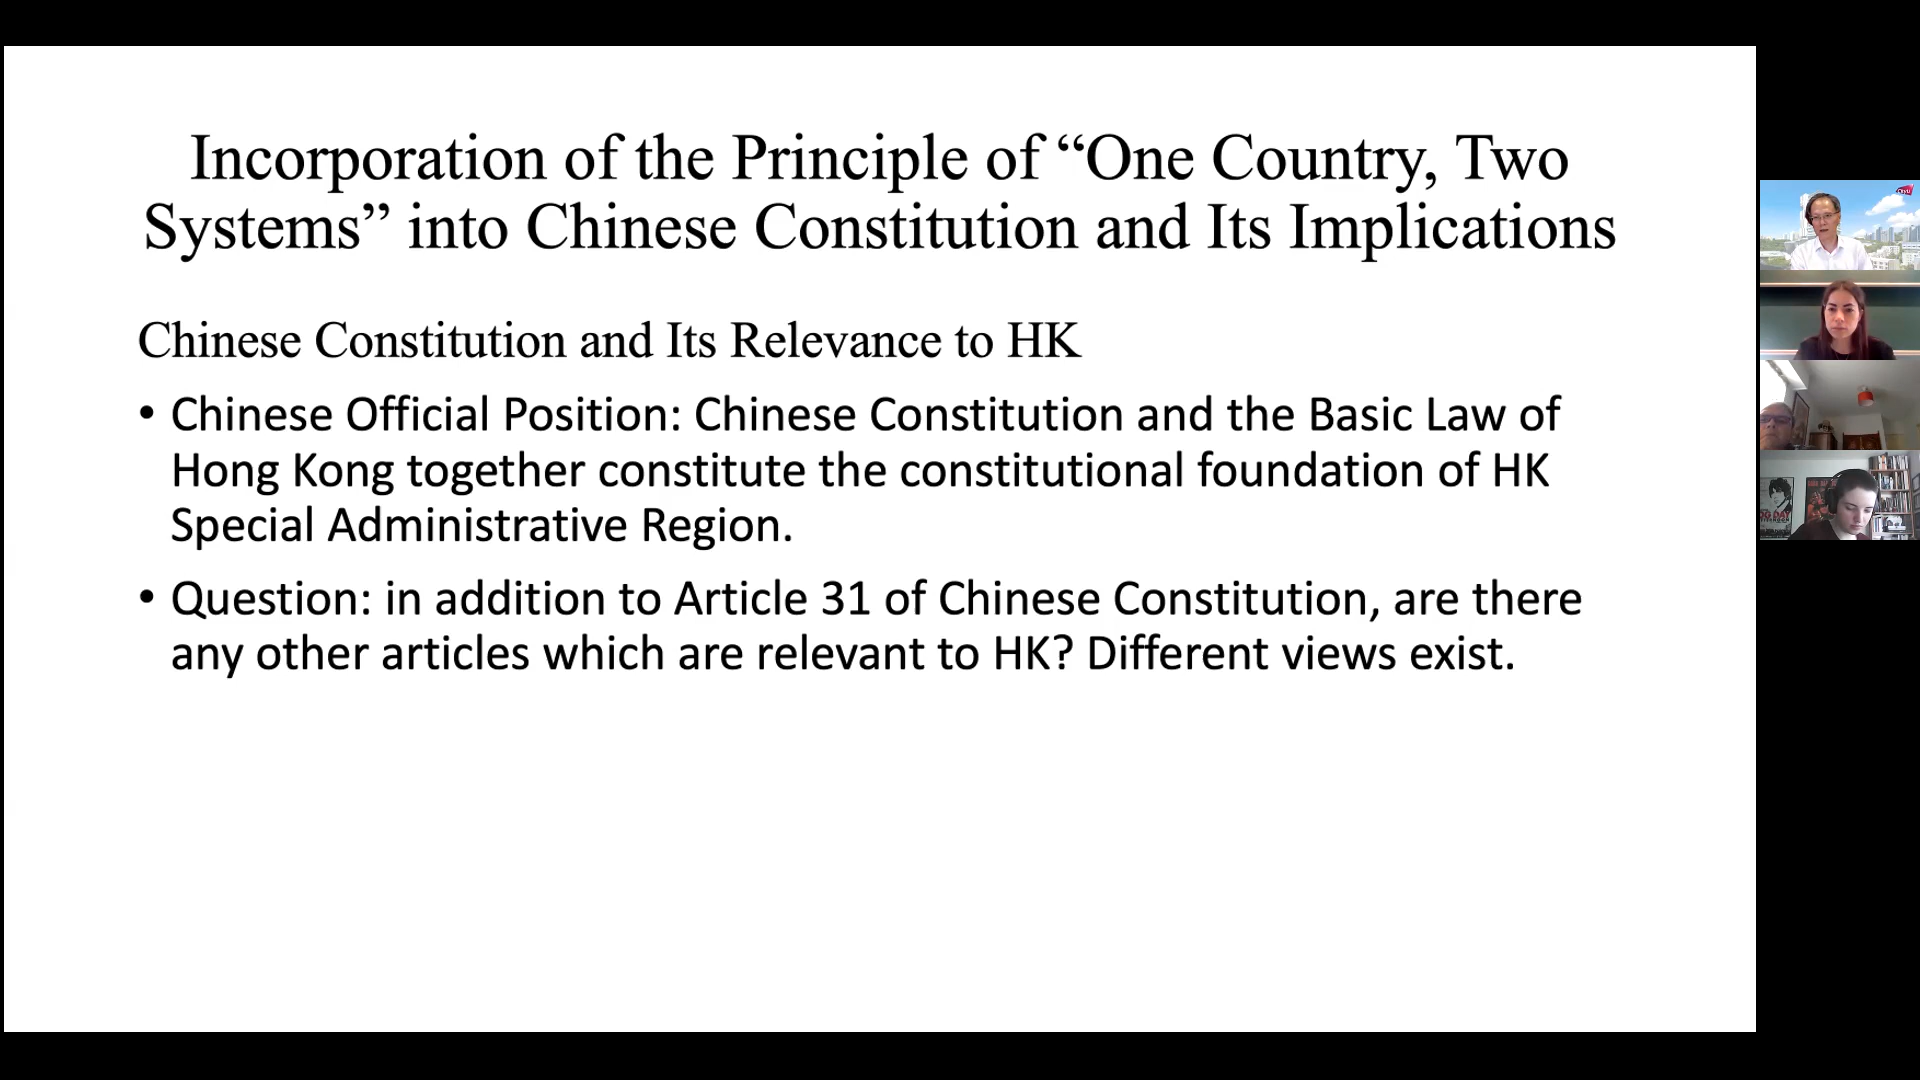 Incorporation of the Principle of “One Country, Two
Systems” into Chinese Constitution and Its Implications
Chinese Constitution and Its Relevance to HK
• Chinese Official Position: Chinese Constitution and the Basic Law of
Hong Kong together constitute the constitutional foundation of HK
Special Administrative Region.
• Question: in addition to Article 31 of Chinese Constitution, are there
any other articles which are relevant to HK? Different views exist.